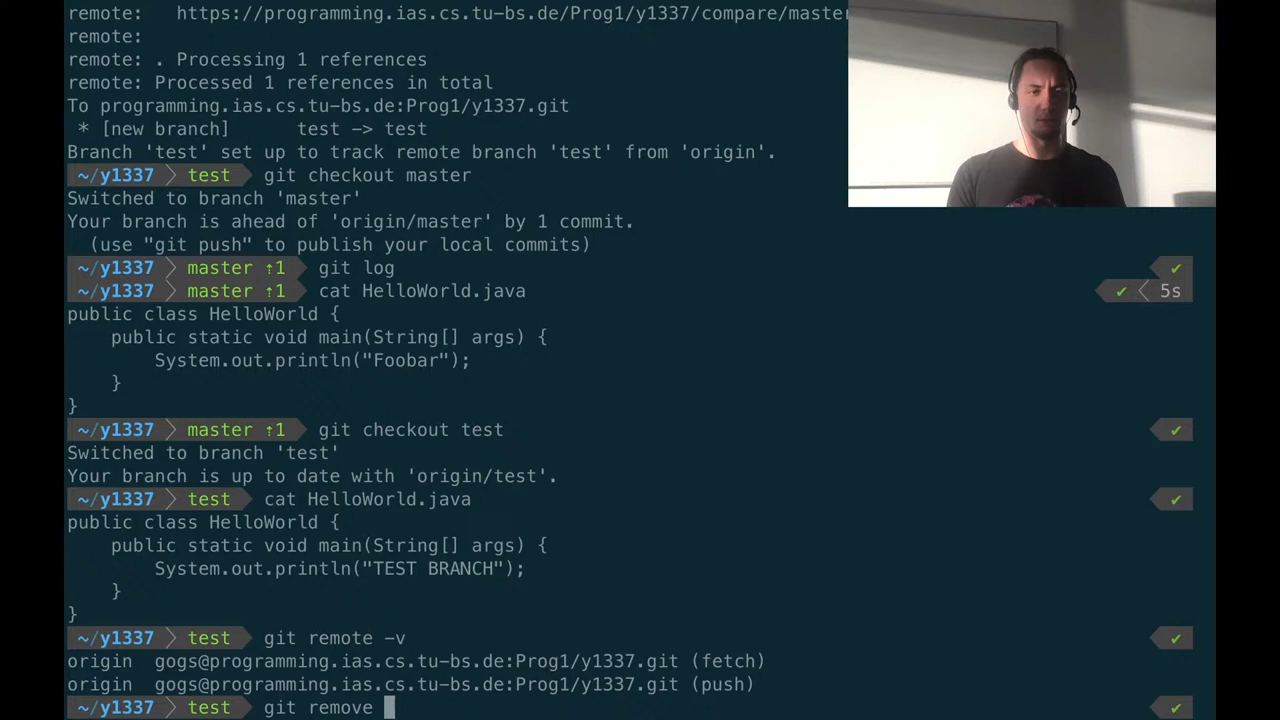 remote:   https://programming.ias.cs.tu-bs.de/Prog1/y1337/compare/master
remote:
remote: . Processing 1 references
remote: Processed 1 references in total
To programming.ias.cs.tu-bs.de:Prog1/y1337.git
 * [new branch]      test -> test
Branch 'test' set up to track remote branch 'test' from 'origin'.
~/y1337 test git checkout master
Switched to branch 'master'
Your branch is ahead of 'origin/master' by 1 commit.
  (use "git push" to publish your local commits)
~/y1337 master ⇡1 git log ✔
~/y1337 master ⇡1 cat HelloWorld.java ✔ 5s
public class HelloWorld {
    public static void main(String[] args) {
        System.out.println("Foobar");
    }
}
~/y1337 master ⇡1 git checkout test ✔
Switched to branch 'test'
Your branch is up to date with 'origin/test'.
~/y1337 test cat HelloWorld.java ✔
public class HelloWorld {
    public static void main(String[] args) {
        System.out.println("TEST BRANCH");
    }
}
~/y1337 test git remote -v ✔
origin  gogs@programming.ias.cs.tu-bs.de:Prog1/y1337.git (fetch)
origin  gogs@programming.ias.cs.tu-bs.de:Prog1/y1337.git (push)
~/y1337 test git remove ✔